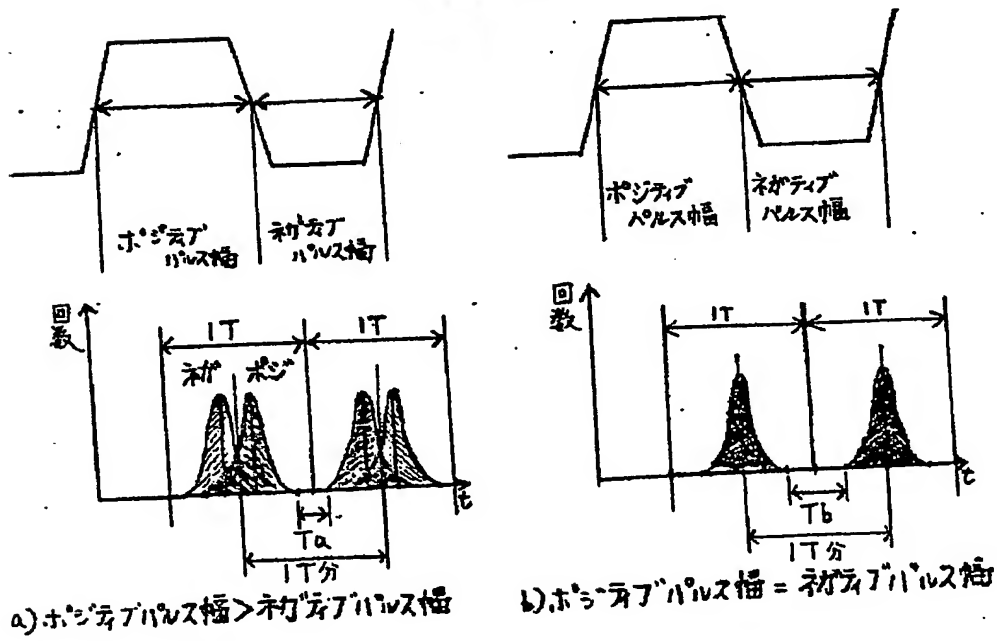 ポジティブ
パルス幅
ネガティブ
パルス幅
ポジティブ
パルス幅
ネガティブ
パルス幅
回数
1T
1T
ネガ
ポジ
t
Ta
1T分
回数
1T
1T
t
Tb
1T分
a).ポジティブパルス幅>ネガティブパルス幅
b).ポジティブパルス幅=ネガティブパルス幅